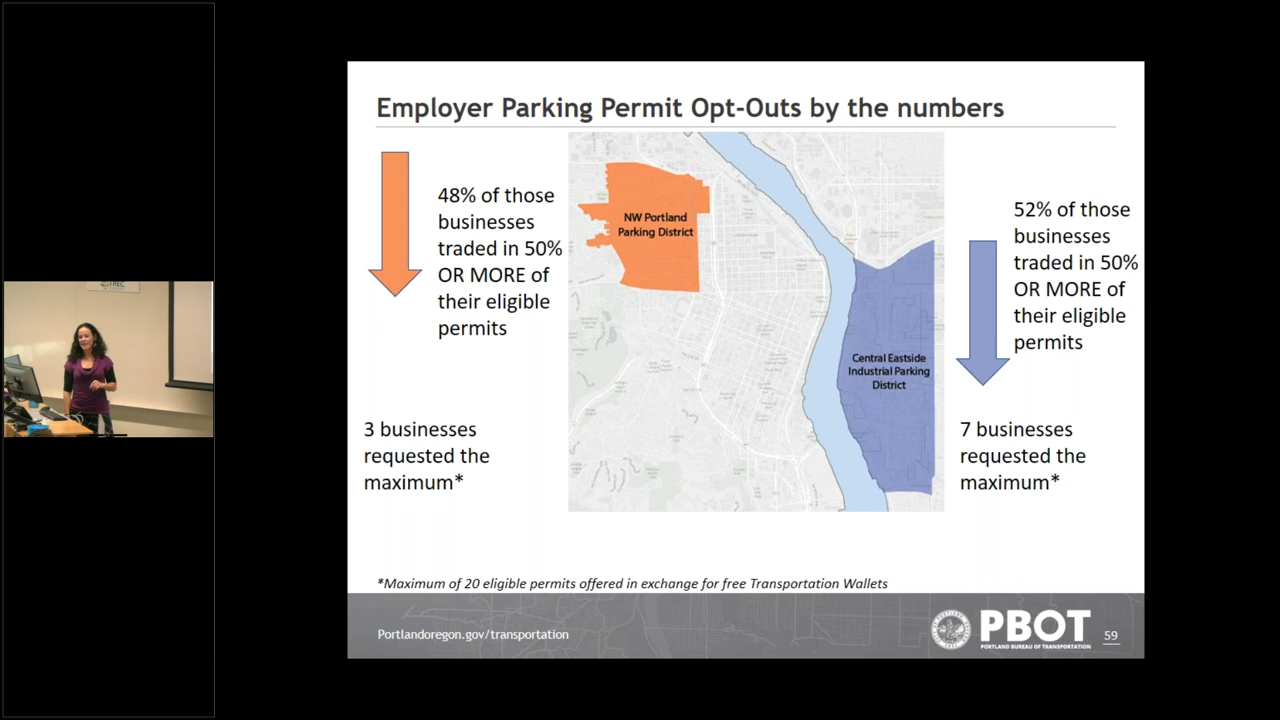 Employer Parking Permit Opt-Outs by the numbers
48% of those
businesses
traded in 50%
OR MORE of
their eligible
permits
3 businesses
requested the
maximum*
NW Portland
Parking District
Central Eastside
Industrial Parking
District
52% of those
businesses
traded in 50%
OR MORE of
their eligible
permits
7 businesses
requested the
maximum*
*Maximum of 20 eligible permits offered in exchange for free Transportation Wallets
Portlandoregon.gov/transportation
PBOT
PORTLAND BUREAU OF TRANSPORTATION
59
TREC